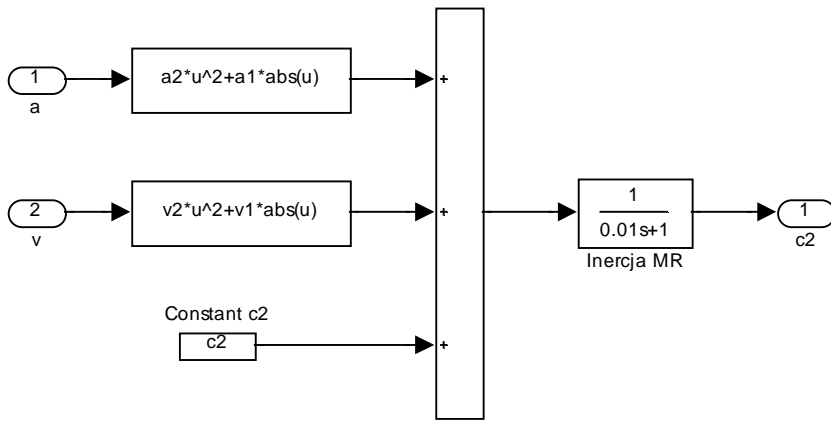 1
a
a2*u^2+a1*abs(u)
+
2
v
v2*u^2+v1*abs(u)
+
Constant c2
c2
+
1
0.01s+1
Inercja MR
1
c2